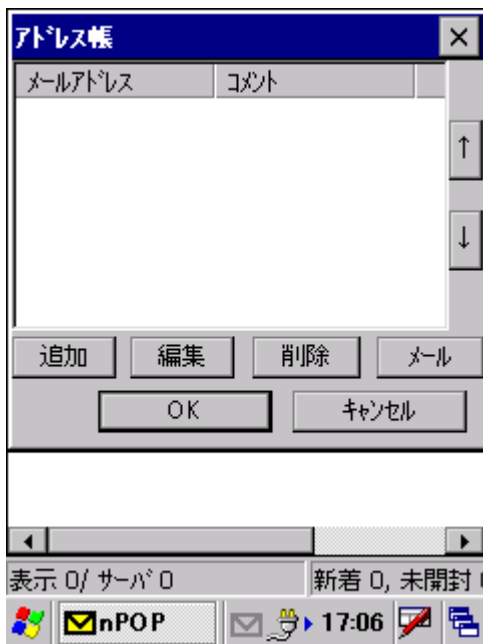 アドレス帳
メールアドレス コメント
↑
↓
追加 編集 削除 メール
OK キャンセル
表示 0/ サーバ 0 新着 0, 未開封
nPOP 17:06